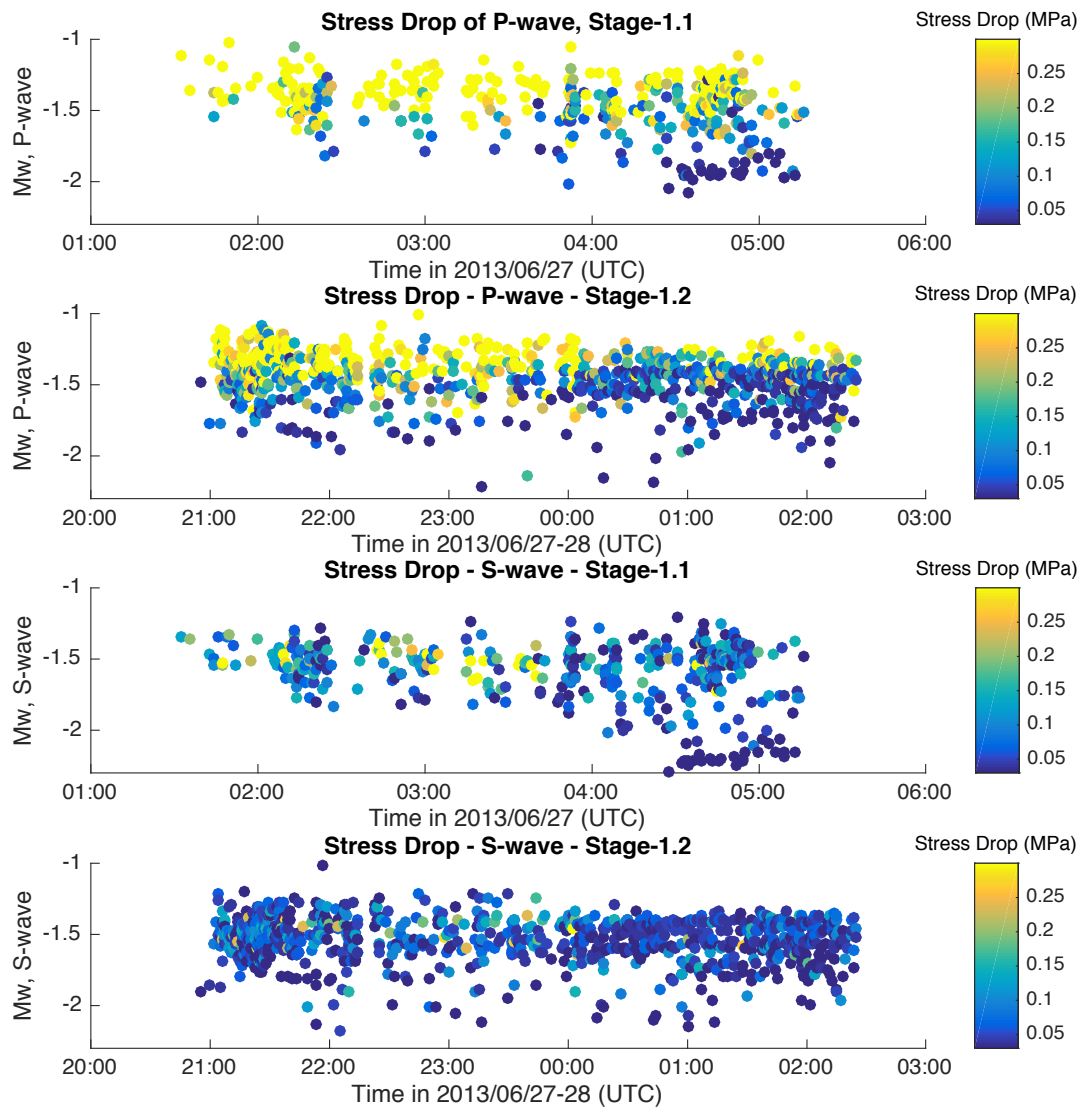 Stress Drop of P-wave, Stage-1.1
Stress Drop (MPa)
Mw, P-wave
-1
-1.5
-2
0.25
0.2
0.15
0.1
0.05
01:00 02:00 03:00 04:00 05:00 06:00
Time in 2013/06/27 (UTC)
Stress Drop - P-wave - Stage-1.2
Stress Drop (MPa)
Mw, P-wave
-1
-1.5
-2
0.25
0.2
0.15
0.1
0.05
20:00 21:00 22:00 23:00 00:00 01:00 02:00 03:00
Time in 2013/06/27-28 (UTC)
Stress Drop - S-wave - Stage-1.1
Stress Drop (MPa)
Mw, S-wave
-1
-1.5
-2
0.25
0.2
0.15
0.1
0.05
01:00 02:00 03:00 04:00 05:00 06:00
Time in 2013/06/27 (UTC)
Stress Drop - S-wave - Stage-1.2
Stress Drop (MPa)
Mw, S-wave
-1
-1.5
-2
0.25
0.2
0.15
0.1
0.05
20:00 21:00 22:00 23:00 00:00 01:00 02:00 03:00
Time in 2013/06/27-28 (UTC)